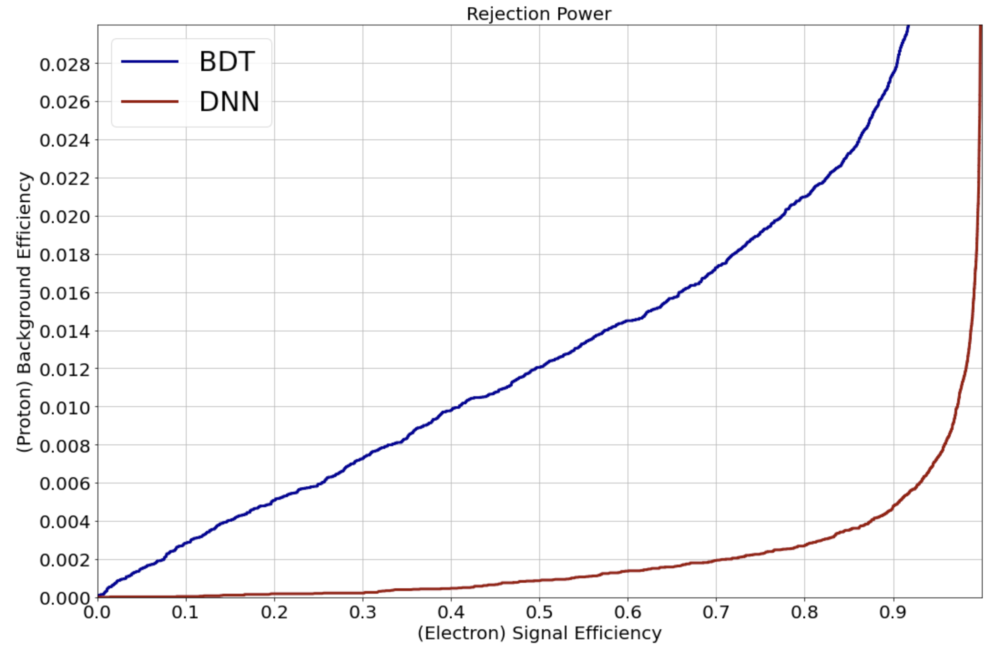 Rejection Power
BDT
DNN
(Proton) Background Efficiency
0.028
0.026
0.024
0.022
0.020
0.018
0.016
0.014
0.012
0.010
0.008
0.006
0.004
0.002
0.000
0.0 0.1 0.2 0.3 0.4 0.5 0.6 0.7 0.8 0.9
(Electron) Signal Efficiency